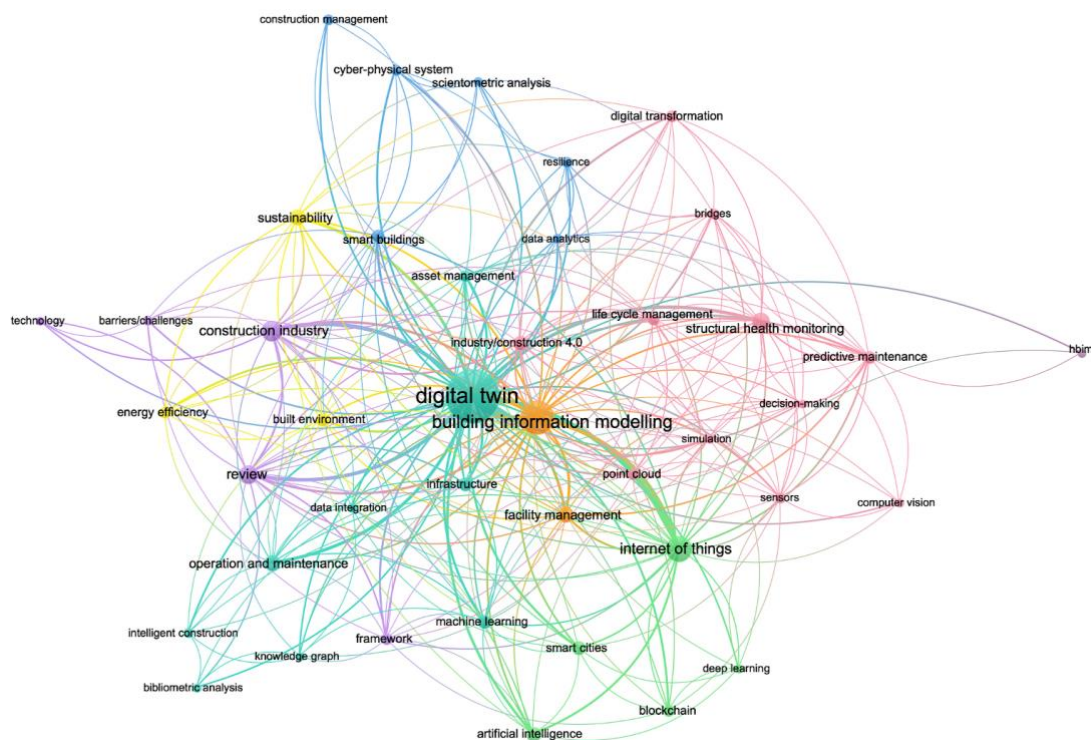 construction management
cyber-physical system
scientometric analysis
digital transformation
resilience
bridges
sustainability
smart buildings
data analytics
asset management
technology
barriers/challenges
construction industry
life cycle management
structural health monitoring
industry/construction 4.0
hbim
predictive maintenance
digital twin
decision-making
energy efficiency
built environment
building information modelling
simulation
review
point cloud
infrastructure
sensors
computer vision
data integration
facility management
operation and maintenance
internet of things
machine learning
intelligent construction
framework
smart cities
knowledge graph
deep learning
bibliometric analysis
blockchain
artificial intelligence